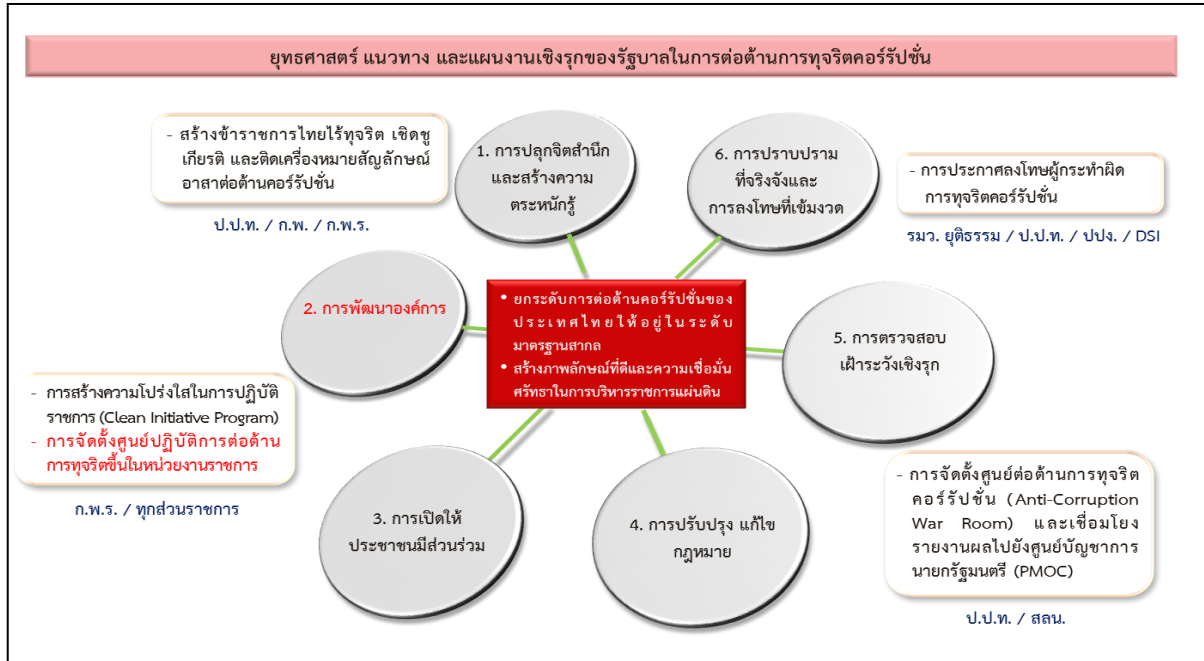 ยุทธศาสตร์ แนวทาง และแผนงานเชิงรุกของรัฐบาลในการต่อต้านการทุจริตคอร์รัปชั่น
- สร้างข้าราชการไทยไร้ทุจริต เชิดชู
เกียรติ และติดเครื่องหมายสัญลักษณ์
อาสาต่อต้านคอร์รัปชั่น
ป.ป.ท. / ก.พ. / ก.พ.ร.
1. การปลุกจิตสำนึก
และสร้างความ
ตระหนักรู้
6. การปราบปราม
ที่จริงจังและ
การลงโทษที่เข้มงวด
- การประกาศลงโทษผู้กระทำผิด
การทุจริตคอร์รัปชั่น
รมว. ยุติธรรม / ป.ป.ท. / ปปง. / DSI
2. การพัฒนาองค์การ
• ยกระดับการต่อต้านคอร์รัปชั่นของ
ประเทศไทยให้อยู่ในระดับ
มาตรฐานสากล
• สร้างภาพลักษณ์ที่ดีและความเชื่อมั่น
ศรัทธาในการบริหารราชการแผ่นดิน
5. การตรวจสอบ
เฝ้าระวังเชิงรุก
- การสร้างความโปร่งใสในการปฏิบัติ
ราชการ (Clean Initiative Program)
- การจัดตั้งศูนย์ปฏิบัติการต่อต้าน
การทุจริตขึ้นในหน่วยงานราชการ
ก.พ.ร. / ทุกส่วนราชการ
3. การเปิดให้
ประชาชนมีส่วนร่วม
4. การปรับปรุง แก้ไข
กฎหมาย
- การจัดตั้งศูนย์ต่อต้านการทุจริต
คอร์รัปชั่น (Anti-Corruption
War Room) และเชื่อมโยง
รายงานผลไปยังศูนย์บัญชาการ
นายกรัฐมนตรี (PMOC)
ป.ป.ท. / สลน.